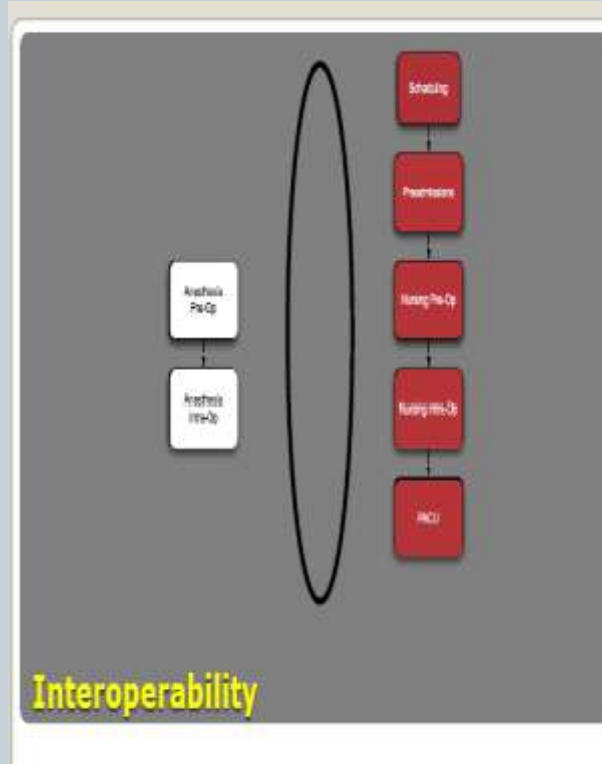 Scheduling
Preadmissions
Anesthesia
Pre-Op
Nursing Pre-Op
Anesthesia
Intra-Op
Nursing Intra-Op
PACU
Interoperability